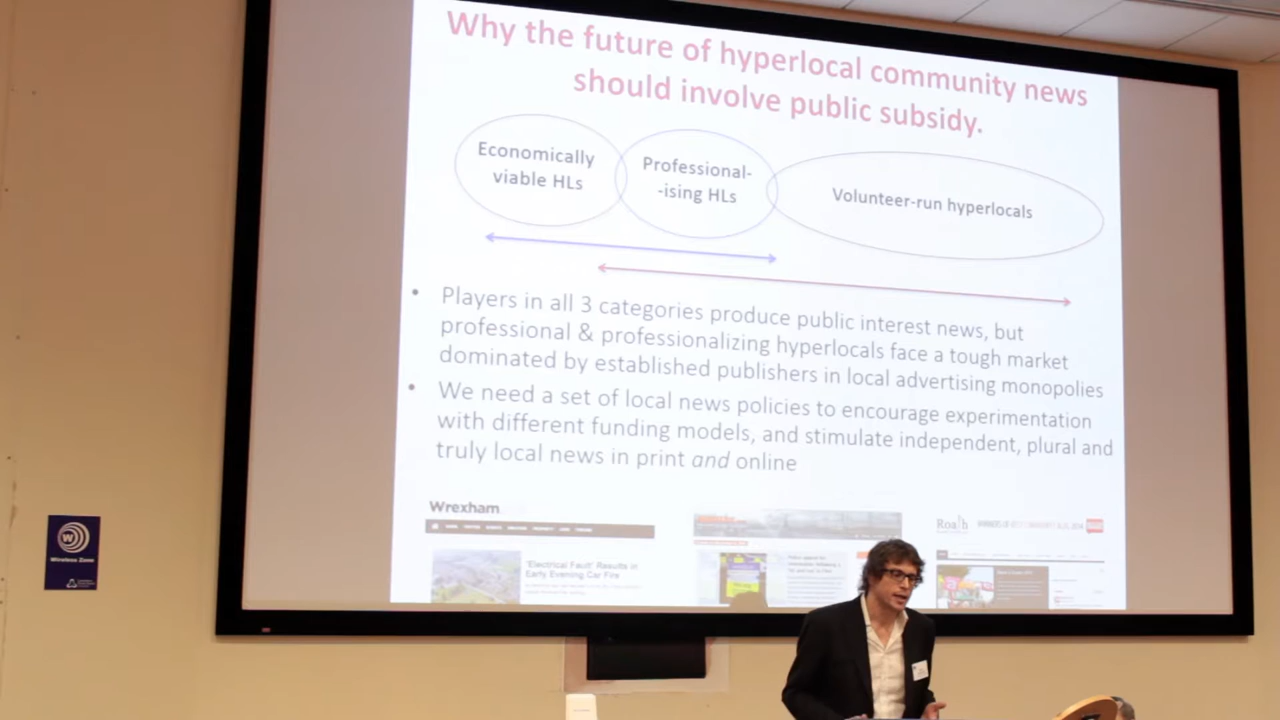 Why the future of hyperlocal community news
should involve public subsidy.
Economically
viable HLs
Professional-
-ising HLs
Volunteer-run hyperlocals
• Players in all 3 categories produce public interest news, but
professional & professionalizing hyperlocals face a tough market
dominated by established publishers in local advertising monopolies
• We need a set of local news policies to encourage experimentation
with different funding models, and stimulate independent, plural and
truly local news in print and online
Wrexham
'Electrical Fault' Results in
Early Evening Car Fire
Wireless Zone